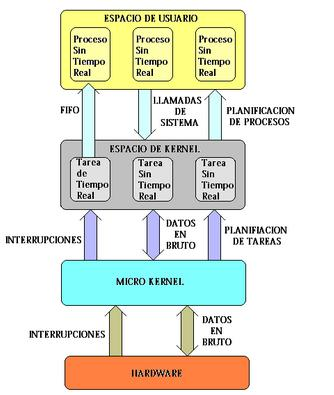 ESPACIO DE USUARIO
Proceso
Sin
Tiempo
Real
Proceso
Sin
Tiempo
Real
Proceso
Sin
Tiempo
Real
FIFO
LLAMADAS
DE
SISTEMA
PLANIFICACION
DE PROCESOS
ESPACIO DE KERNEL
Tarea
de
Tiempo
Real
Tarea
Sin
Tiempo
Real
Tarea
Sin
Tiempo
Real
INTERRUPCIONES
DATOS
EN
BRUTO
PLANIFIACION
DE TAREAS
MICRO KERNEL
INTERRUPCIONES
DATOS
EN
BRUTO
HARDWARE